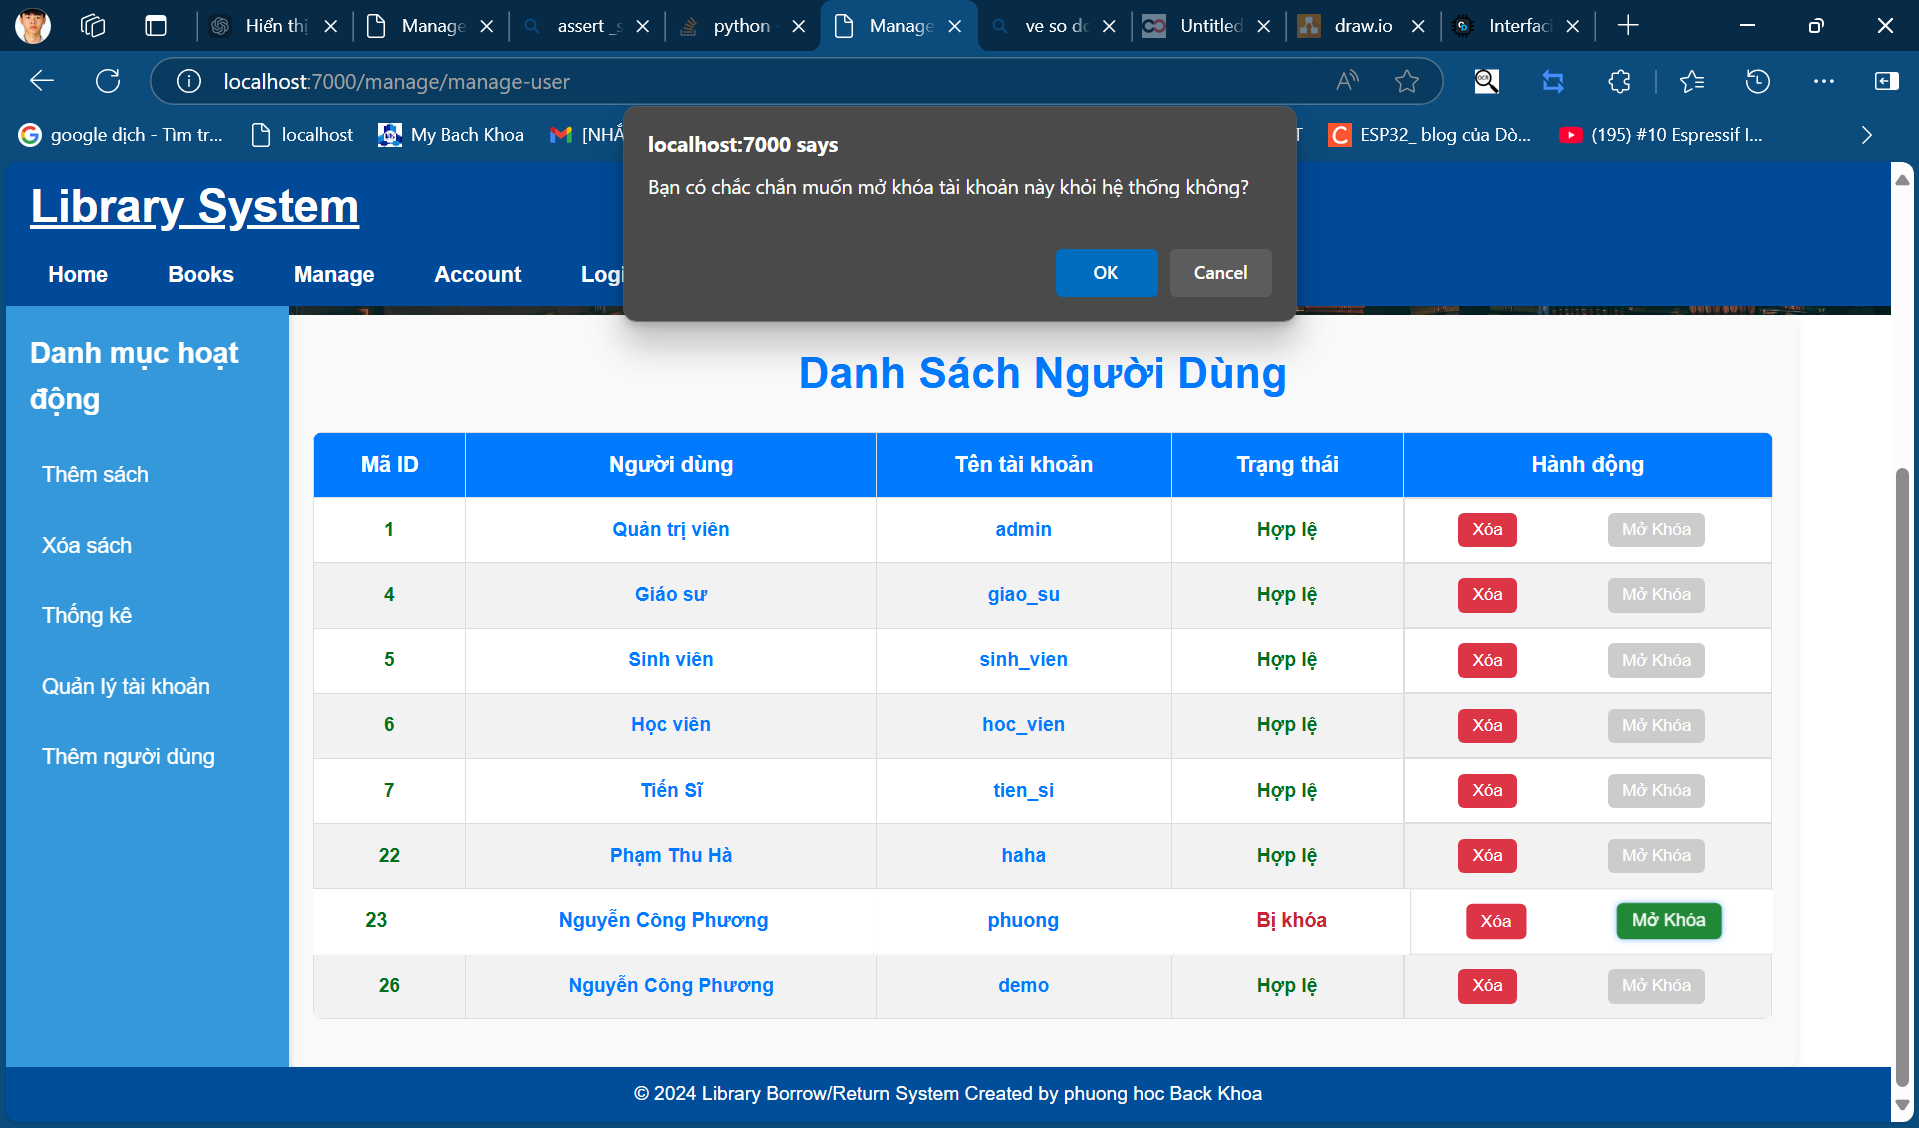 Hiển thị
Manage
assert _s
python -
Manage
ve so dc
Untitled
draw.io
Interfaci
localhost:7000/manage/manage-user
google dịch - Tìm tr...
localhost
My Bach Khoa
[NHẮ
T
ESP32_ blog của Dò...
(195) #10 Espressif I...
localhost:7000 says
Bạn có chắc chắn muốn mở khóa tài khoản này khỏi hệ thống không?
OK Cancel
Library System
Home Books Manage Account Logi
Danh mục hoạt
động
Thêm sách
Xóa sách
Thống kê
Quản lý tài khoản
Thêm người dùng
Danh Sách Người Dùng
Mã ID Người dùng Tên tài khoản Trạng thái Hành động
1 Quản trị viên admin Hợp lệ Xóa Mở Khóa
4 Giáo sư giao_su Hợp lệ Xóa Mở Khóa
5 Sinh viên sinh_vien Hợp lệ Xóa Mở Khóa
6 Học viên hoc_vien Hợp lệ Xóa Mở Khóa
7 Tiến Sĩ tien_si Hợp lệ Xóa Mở Khóa
22 Phạm Thu Hà haha Hợp lệ Xóa Mở Khóa
23 Nguyễn Công Phương phuong Bị khóa Xóa Mở Khóa
26 Nguyễn Công Phương demo Hợp lệ Xóa Mở Khóa
© 2024 Library Borrow/Return System Created by phuong hoc Back Khoa